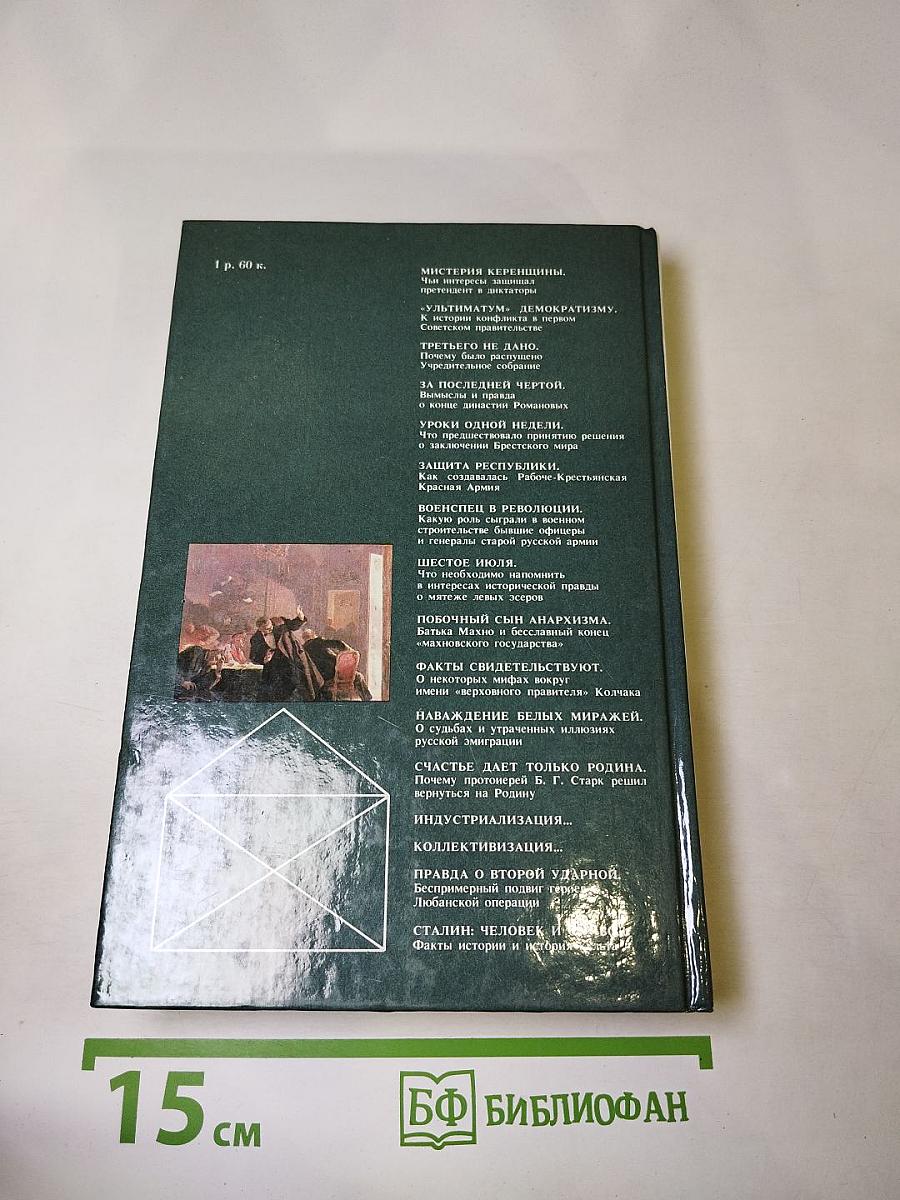 1 р. 60 к.
МИСТЕРИЯ КЕРЕНЩИНЫ.
Чьи интересы защищал
претендент в диктаторы
«УЛЬТИМАТУМ» ДЕМОКРАТИЗМУ.
К истории конфликта в первом
Советском правительстве
ТРЕТЬЕГО НЕ ДАНО.
Почему было распущено
Учредительное собрание
ЗА ПОСЛЕДНЕЙ ЧЕРТОЙ.
Вымыслы и правда
о конце династии Романовых
УРОКИ ОДНОЙ НЕДЕЛИ.
Что предшествовало принятию решения
о заключении Брестского мира
ЗАЩИТА РЕСПУБЛИКИ.
Как создавалась Рабоче-Крестьянская
Красная Армия
ВОЕНСПЕЦ В РЕВОЛЮЦИИ.
Какую роль сыграли в военном
строительстве бывшие офицеры
и генералы старой русской армии
ШЕСТОЕ ИЮЛЯ.
Что необходимо напомнить
в интересах исторической правды
о мятеже левых эсеров
ПОБОЧНЫЙ СЫН АНАРХИЗМА.
Батька Махно и бесславный конец
«махновского государства»
ФАКТЫ СВИДЕТЕЛЬСТВУЮТ.
О некоторых мифах вокруг
имени «верховного правителя» Колчака
НАВАЖДЕНИЕ БЕЛЫХ МИРАЖЕЙ.
О судьбах и утраченных иллюзиях
русской эмиграции
СЧАСТЬЕ ДАЕТ ТОЛЬКО РОДИНА.
Почему протоиерей Б. Г. Старк решил
вернуться на Родину
ИНДУСТРИАЛИЗАЦИЯ...
КОЛЛЕКТИВИЗАЦИЯ...
ПРАВДА О ВТОРОЙ УДАРНОЙ.
Беспримерный подвиг героев
Любанской операции
СТАЛИН: ЧЕЛОВЕК И
Факты истории и история
15 см
БФ БИБЛИОФАН